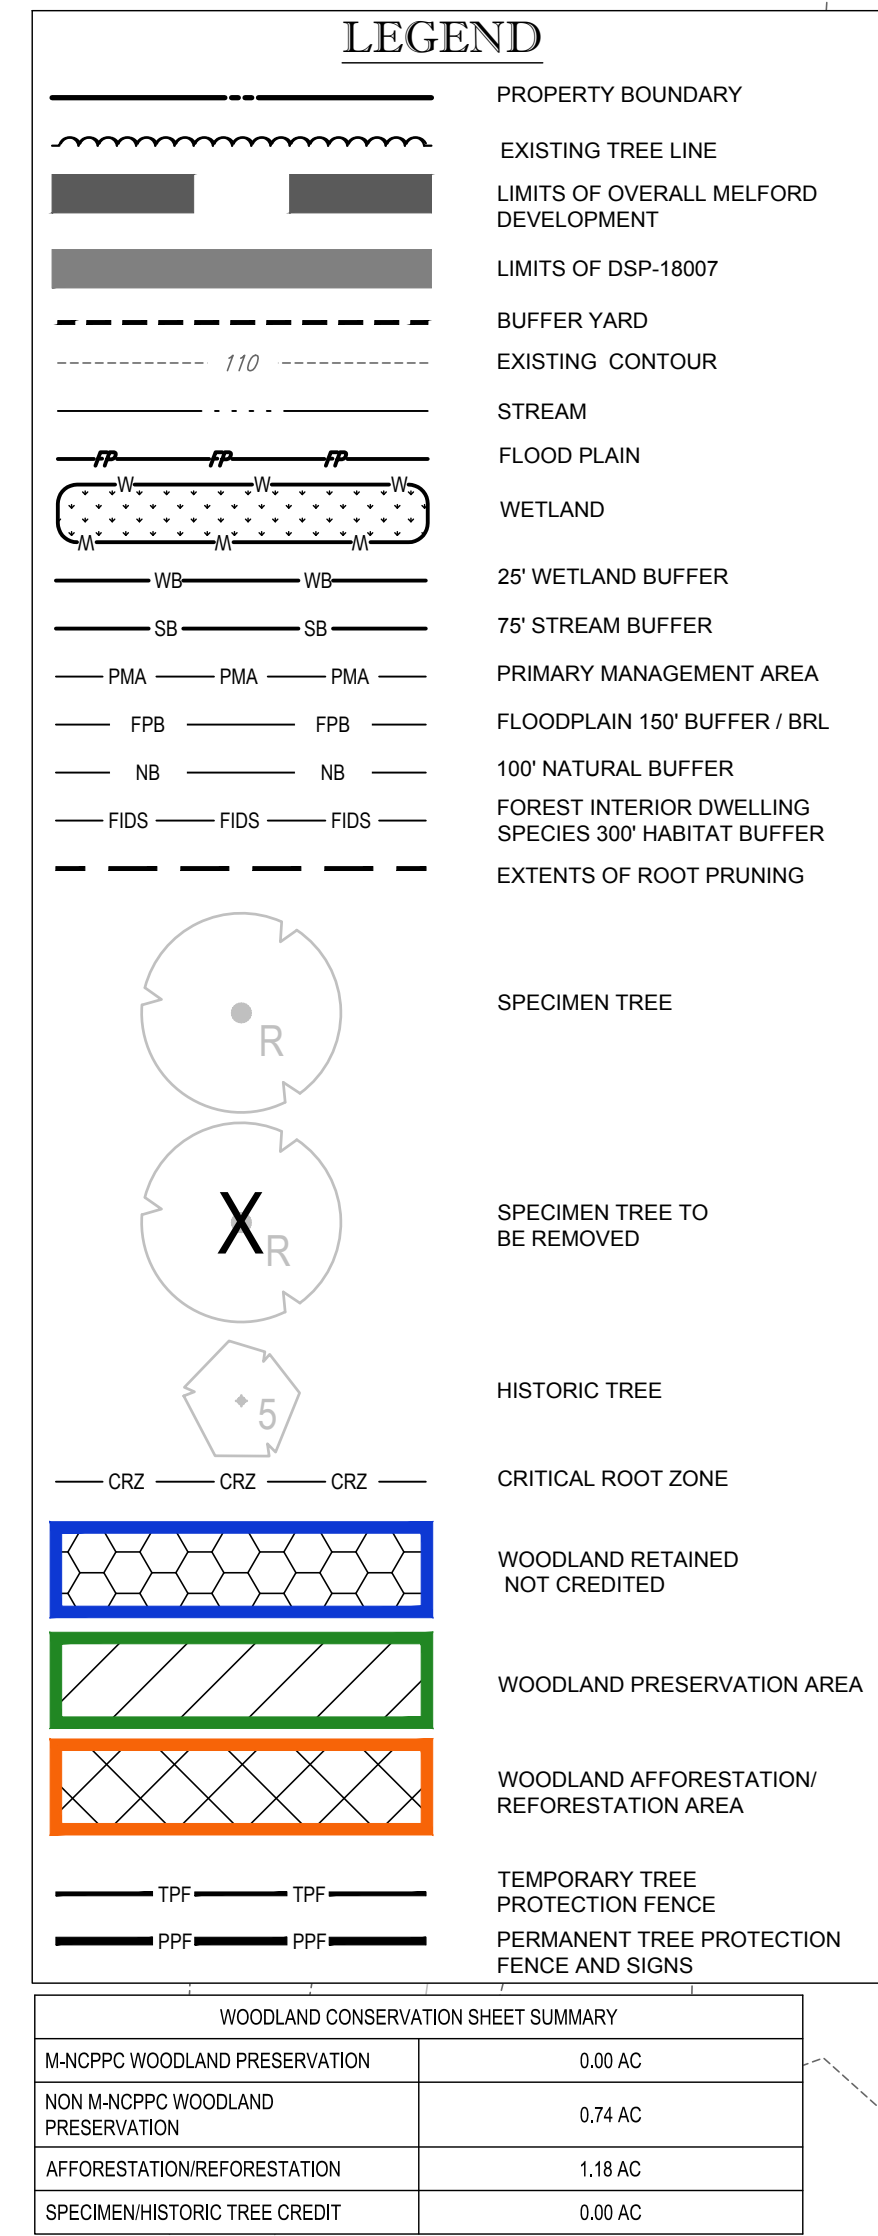 LEGEND
PROPERTY BOUNDARY
EXISTING TREE LINE
LIMITS OF OVERALL MELFORD
DEVELOPMENT
LIMITS OF DSP-18007
BUFFER YARD
110 EXISTING CONTOUR
STREAM
FP FP FP FLOOD PLAIN
W W W
WETLAND
W W W
WB WB 25' WETLAND BUFFER
SB SB 75' STREAM BUFFER
PMA PMA PMA PRIMARY MANAGEMENT AREA
FPB FPB FLOODPLAIN 150' BUFFER / BRL
NB NB 100' NATURAL BUFFER
FIDS FIDS FIDS FOREST INTERIOR DWELLING
SPECIES 300' HABITAT BUFFER
EXTENTS OF ROOT PRUNING
SPECIMEN TREE
R
SPECIMEN TREE TO
BE REMOVED
X R
HISTORIC TREE
5
CRZ CRZ CRZ CRITICAL ROOT ZONE
WOODLAND RETAINED
NOT CREDITED
WOODLAND PRESERVATION AREA
WOODLAND AFFORESTATION/
REFORESTATION AREA
TPF TPF TEMPORARY TREE
PROTECTION FENCE
PPF PPF PERMANENT TREE PROTECTION
FENCE AND SIGNS
WOODLAND CONSERVATION SHEET SUMMARY
M-NCPPC WOODLAND PRESERVATION 0.00 AC
NON M-NCPPC WOODLAND
PRESERVATION 0.74 AC
AFFORESTATION/REFORESTATION 1.18 AC
SPECIMEN/HISTORIC TREE CREDIT 0.00 AC